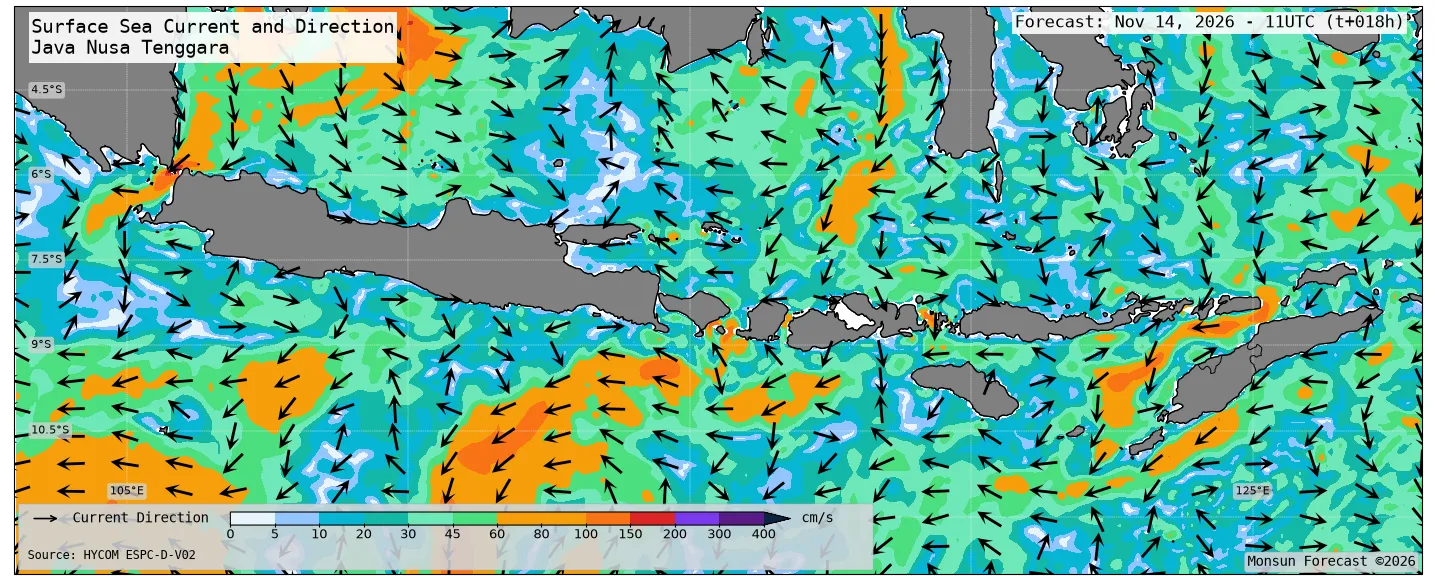 Surface Sea Current and Direction
Java Nusa Tenggara
Forecast: Nov 14, 2026 - 11UTC (t+018h)
4.5°S
6°S
7.5°S
9°S
10.5°S
105°E
125°E
Current Direction
0 5 10 20 30 45 60 80 100 150 200 300 400 cm/s
Source: HYCOM ESPC-D-V02
Monsun Forecast ©2026